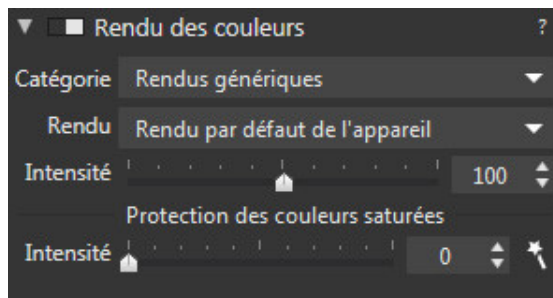 Rendu des couleurs ?
Catégorie Rendus génériques
Rendu Rendu par défaut de l'appareil
Intensité 100
Protection des couleurs saturées
Intensité 0